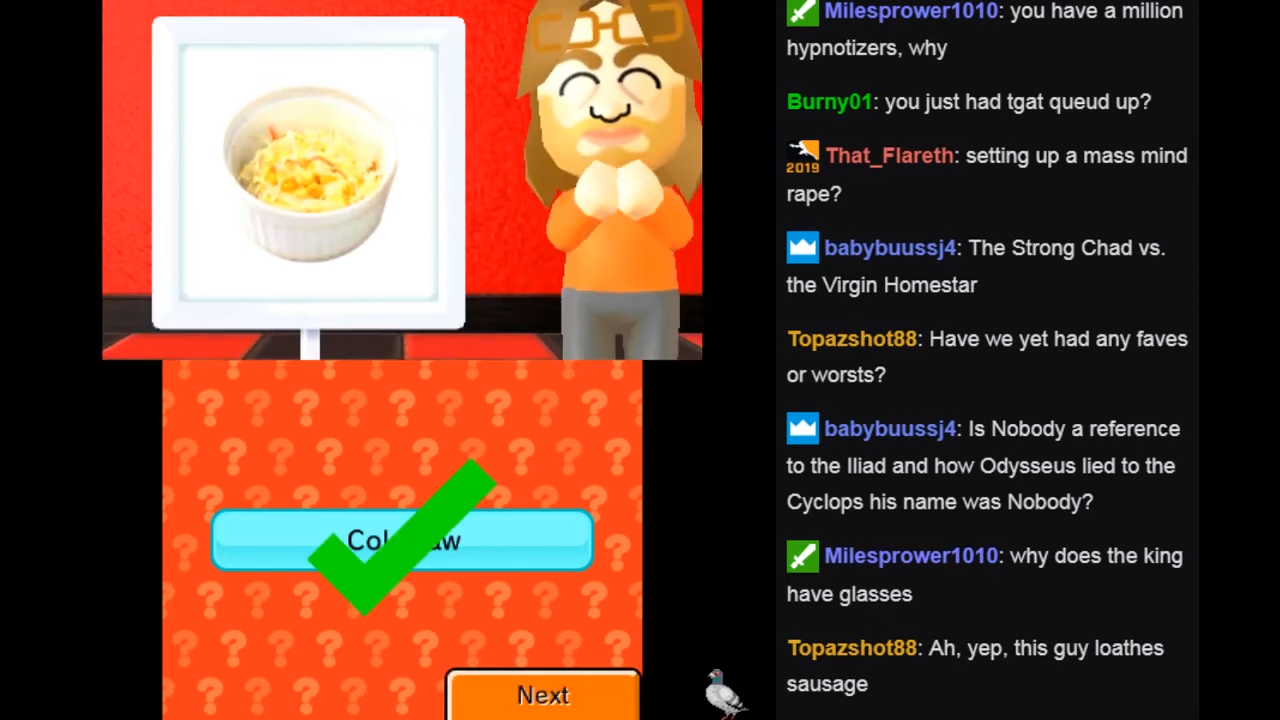 Milesprower1010: you have a million
hypnotizers, why
Burny01: you just had tgat queud up?
2019 That_Flareth: setting up a mass mind
rape?
babybuussj4: The Strong Chad vs.
the Virgin Homestar
Topazshot88: Have we yet had any faves
or worsts?
babybuussj4: Is Nobody a reference
to the Iliad and how Odysseus lied to the
Cyclops his name was Nobody?
Milesprower1010: why does the king
have glasses
Topazshot88: Ah, yep, this guy loathes
sausage
Next